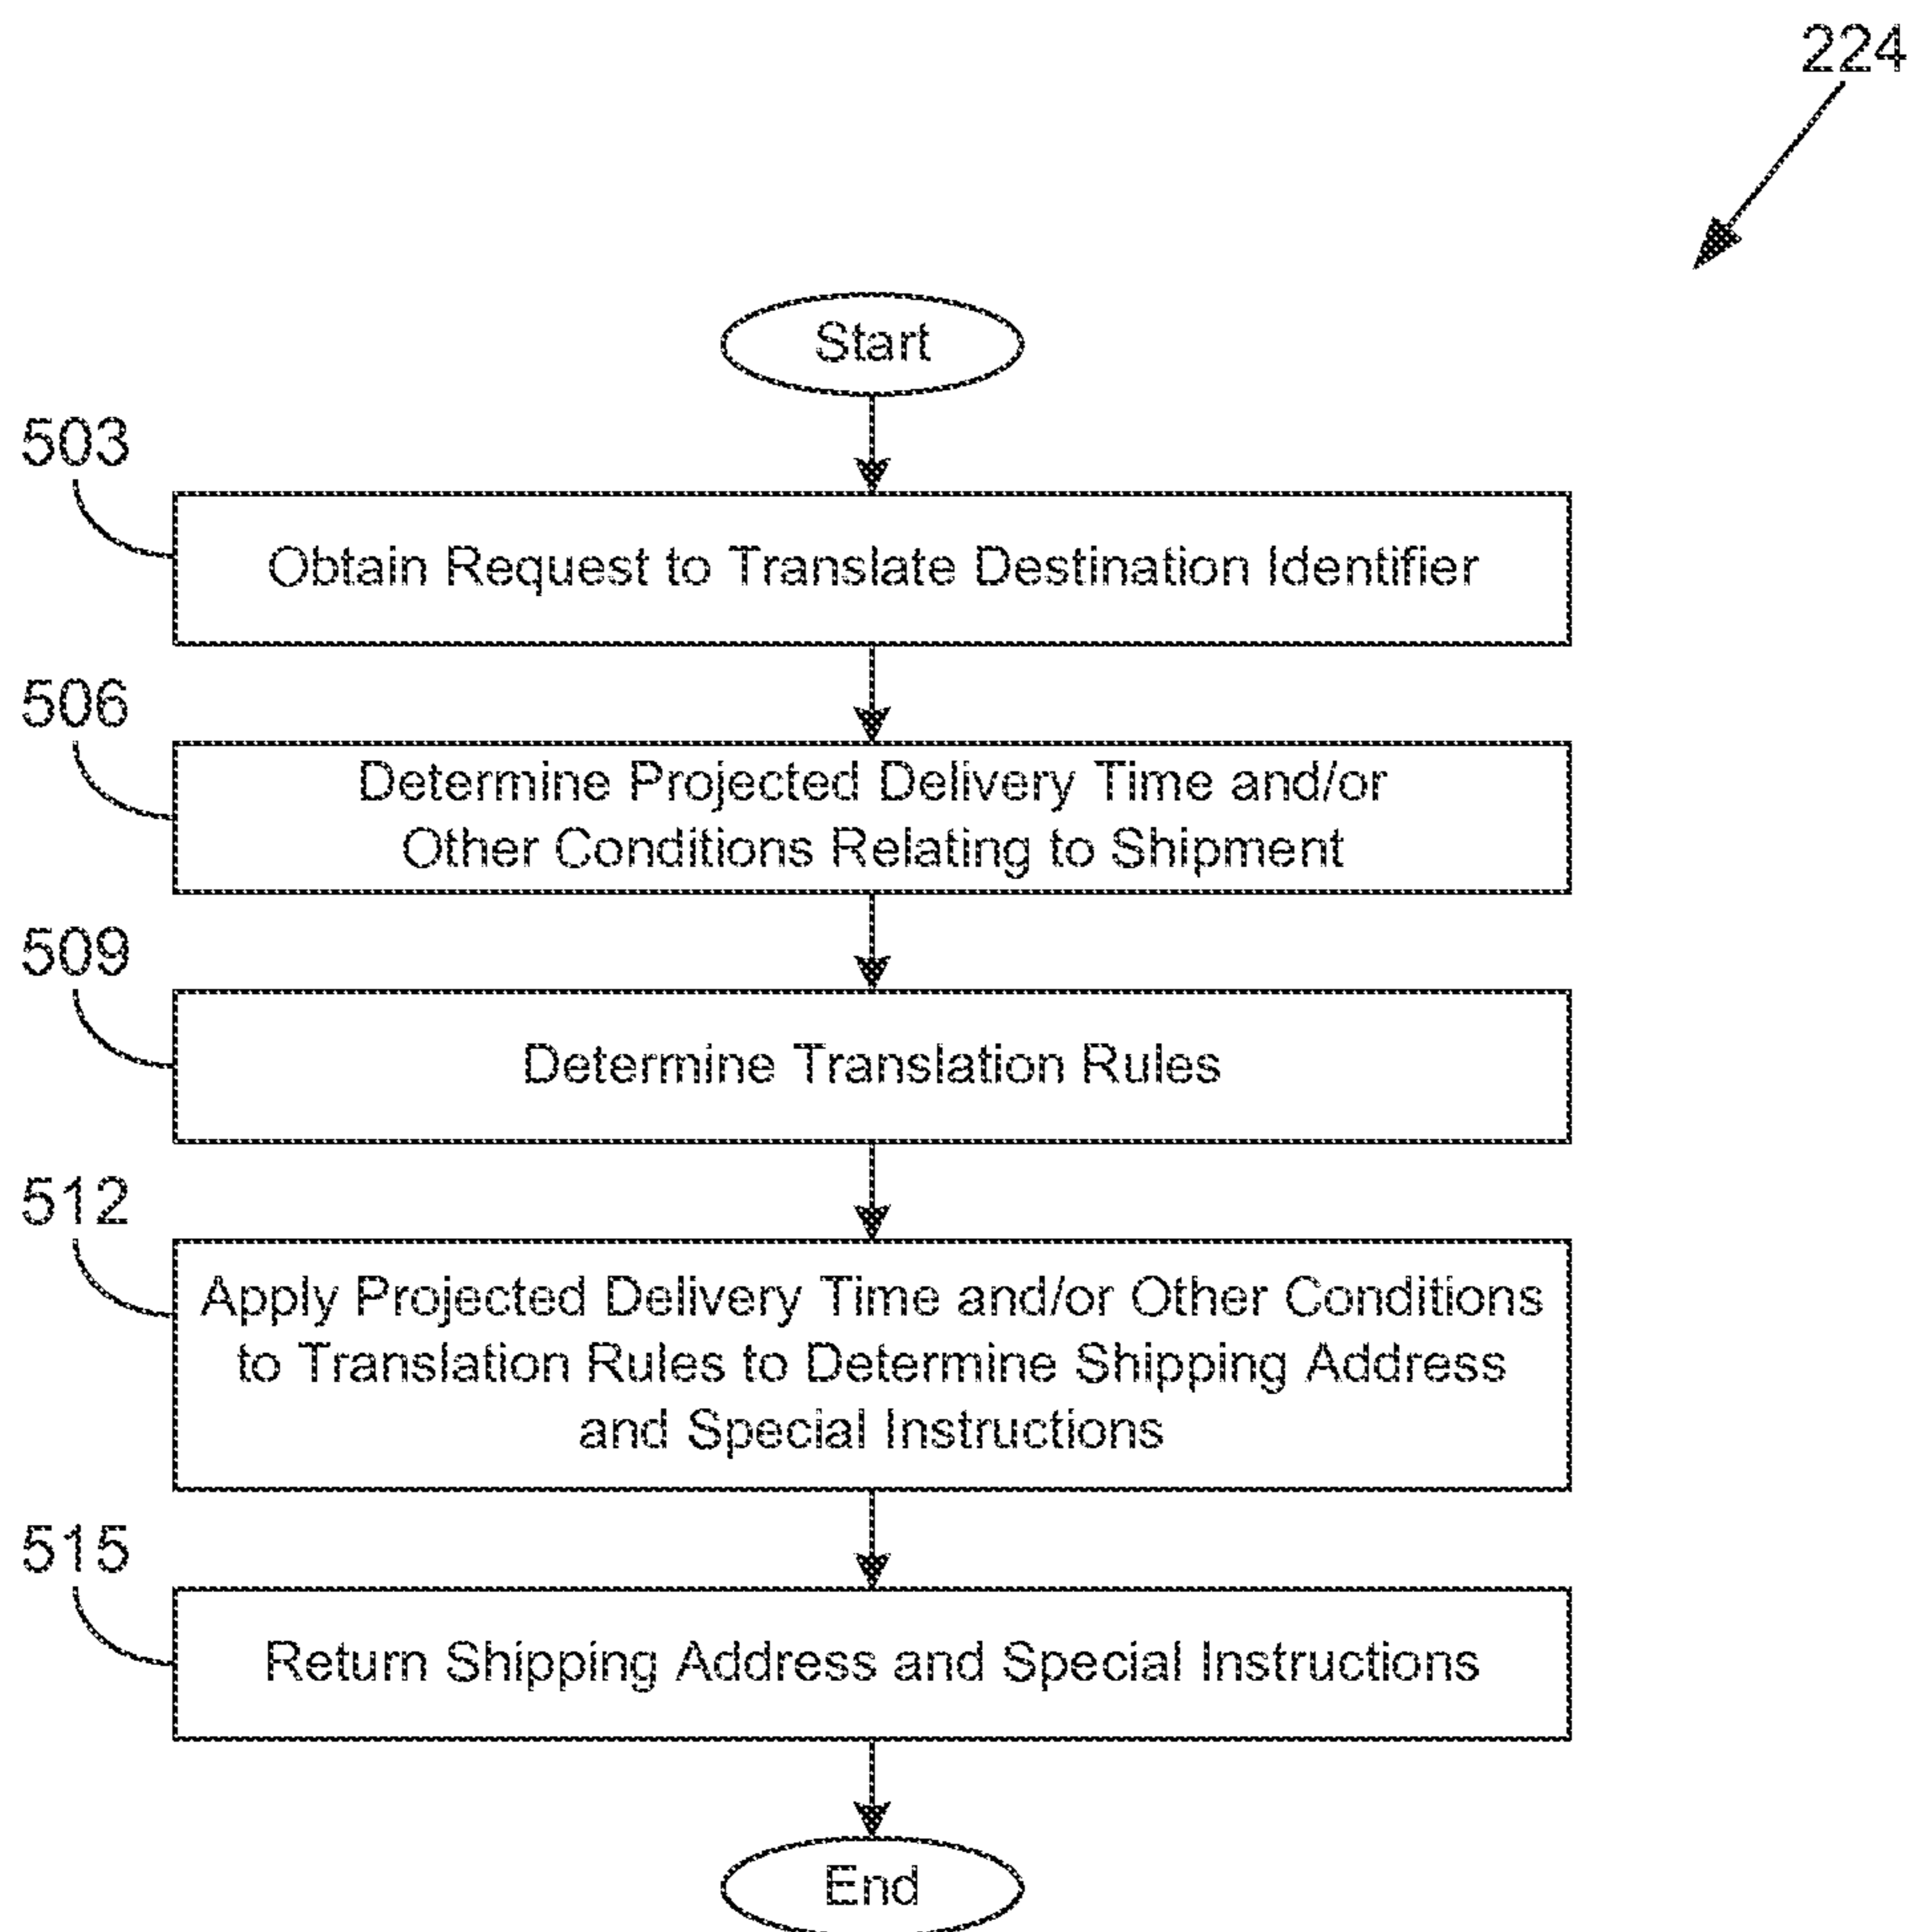 224
Start
503
Obtain Request to Translate Destination Identifier
506
Determine Projected Delivery Time and/or
Other Conditions Relating to Shipment
509
Determine Translation Rules
512
Apply Projected Delivery Time and/or Other Conditions
to Translation Rules to Determine Shipping Address
and Special Instructions
515
Return Shipping Address and Special Instructions
End